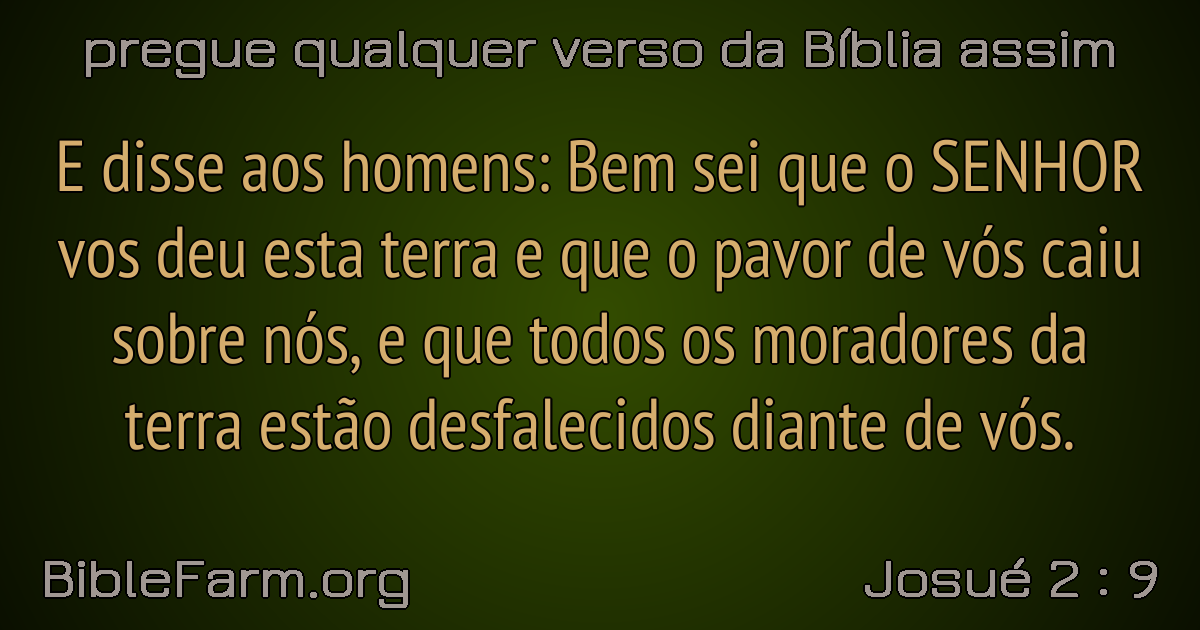 pregue qualquer verso da Bíblia assim
E disse aos homens: Bem sei que o SENHOR
vos deu esta terra e que o pavor de vós caiu
sobre nós, e que todos os moradores da
terra estão desfalecidos diante de vós.
BibleFarm.org
Josué 2 : 9